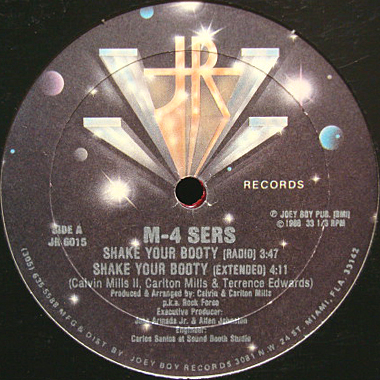 JR
RECORDS
SIDE A
JR 6015
℗ JOEY BOY PUB. (BMI)
© 1986 33 1/3 RPM
M-4 SERS
SHAKE YOUR BOOTY (RADIO) 3:47
SHAKE YOUR BOOTY (EXTENDED) 4:11
(Calvin Mills II, Carlton Mills & Terrence Edwards)
Produced & Arranged by: Calvin & Carlton Mills
p.k.a. Rock Force
Executive Producer:
Jose Armada Jr. & Allen Johnston
Engineer:
Carlos Santos at Sound Booth Studio
(305) 635-5588 MFG & DIST. BY: JOEY BOY RECORDS 3081 N.W. 24 ST. MIAMI, FLA. 33142